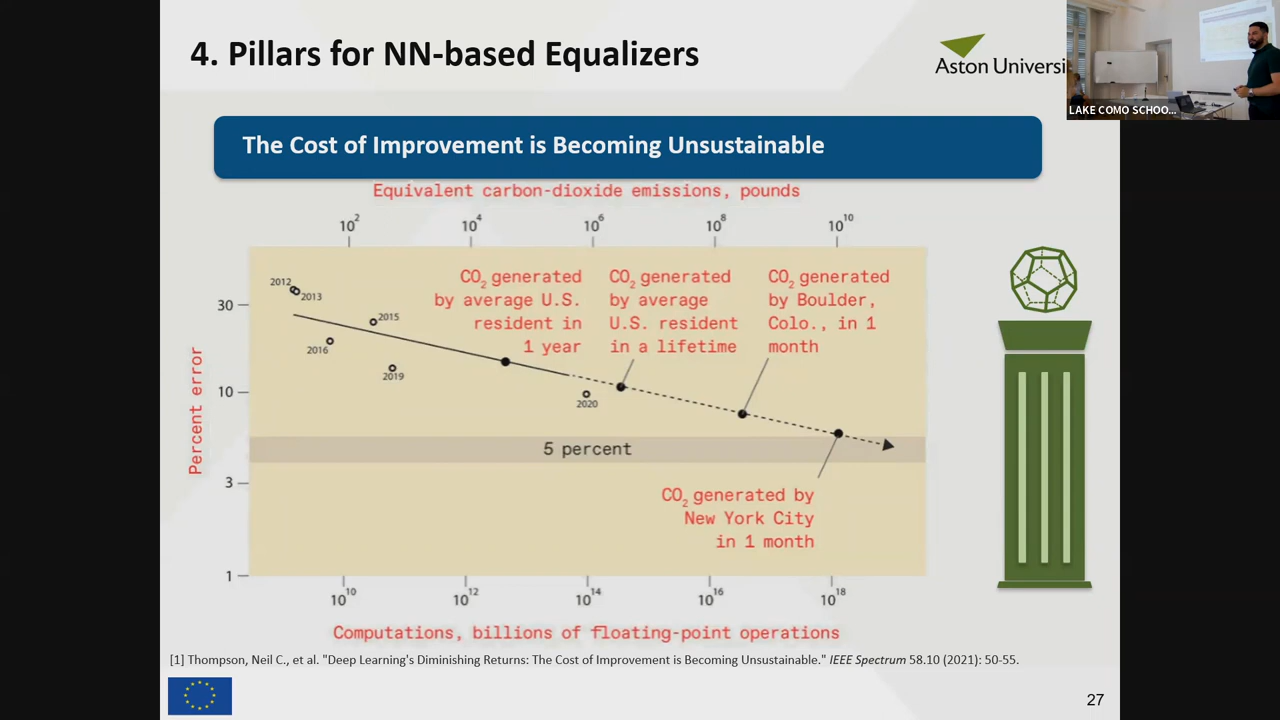 4. Pillars for NN-based Equalizers
Aston Universi
LAKE COMO SCHOO...
The Cost of Improvement is Becoming Unsustainable
Equivalent carbon-dioxide emissions, pounds
10² 10⁴ 10⁶ 10⁸ 10¹⁰
CO₂ generated
by average U.S.
resident in
1 year
CO₂ generated
by average
U.S. resident
in a lifetime
CO₂ generated
by Boulder,
Colo., in 1
month
2012
2013
2015
2016
2019
2020
Percent error
30
10
3
1
5 percent
CO₂ generated by
New York City
in 1 month
10¹⁰ 10¹² 10¹⁴ 10¹⁶ 10¹⁸
Computations, billions of floating-point operations
[1] Thompson, Neil C., et al. "Deep Learning's Diminishing Returns: The Cost of Improvement is Becoming Unsustainable." IEEE Spectrum 58.10 (2021): 50-55.
27